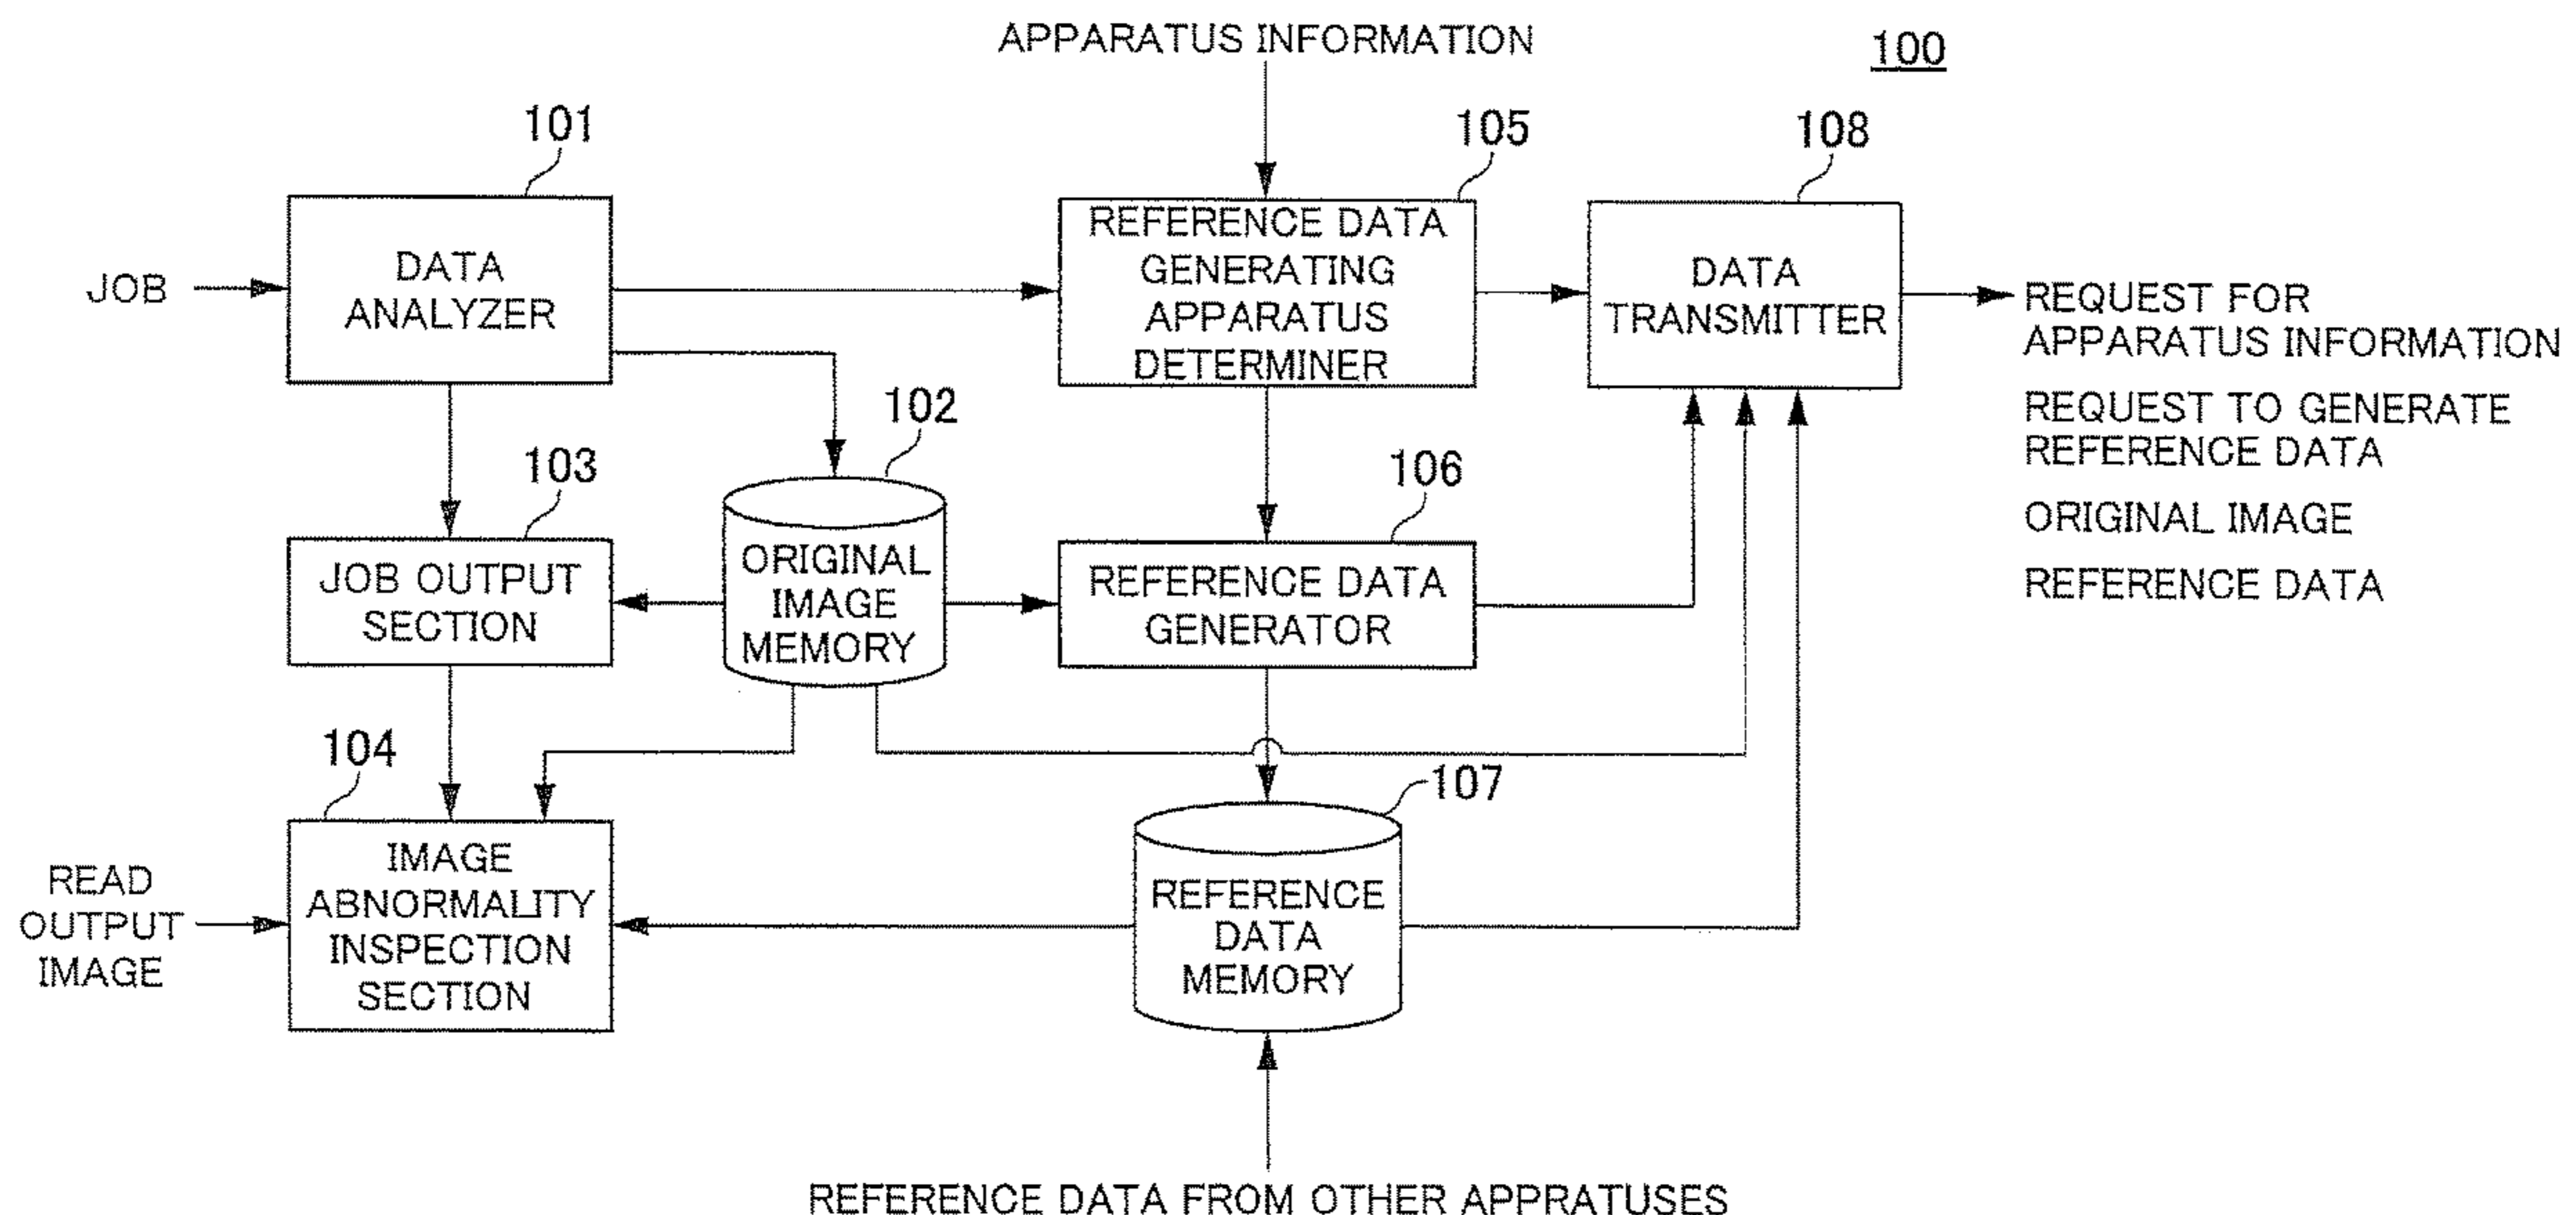 APPARATUS INFORMATION
100
101
105
108
JOB
DATA
ANALYZER
REFERENCE DATA
GENERATING
APPARATUS
DETERMINER
DATA
TRANSMITTER
REQUEST FOR
APPARATUS INFORMATION
REQUEST TO GENERATE
REFERENCE DATA
ORIGINAL IMAGE
REFERENCE DATA
102
103
106
JOB OUTPUT
SECTION
ORIGINAL
IMAGE
MEMORY
REFERENCE DATA
GENERATOR
104
107
READ
OUTPUT
IMAGE
IMAGE
ABNORMALITY
INSPECTION
SECTION
REFERENCE
DATA
MEMORY
REFERENCE DATA FROM OTHER APPRATUSES